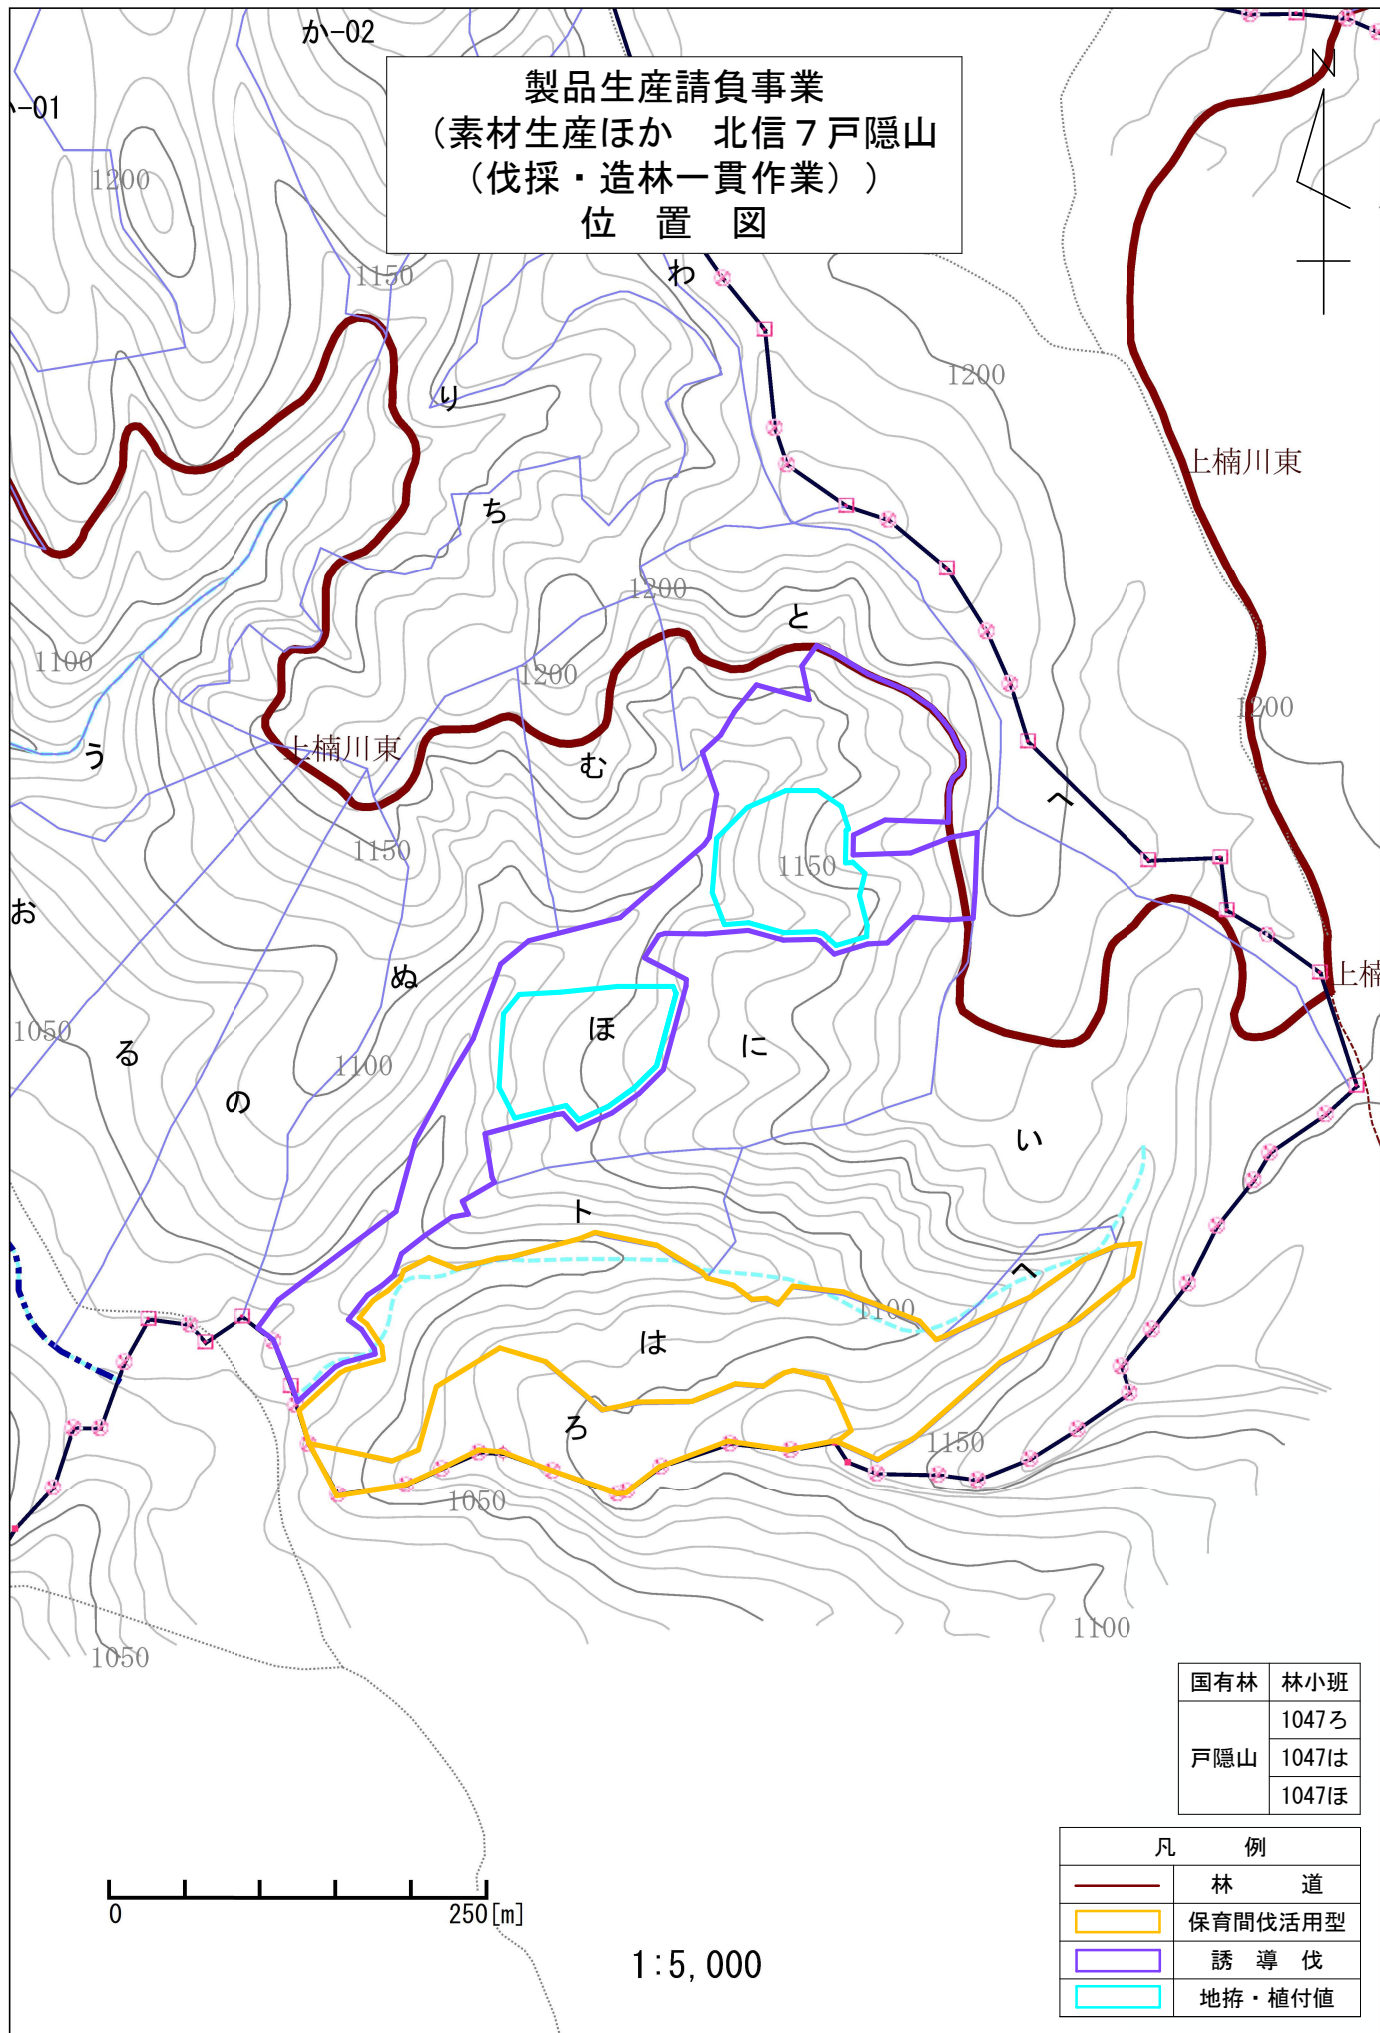 か-02
-01
製品生産請負事業
（素材生産ほか　北信７戸隠山
（伐採・造林一貫作業））
位　置　図
N
1200
1150
わ
1200
り
上楠川東
ち
1200
と
1100
1200
1200
う
上楠川東
む
へ
1150
1150
お
ぬ
上楠
1050
る
ほ
に
1100
の
い
ト
へ
1100
は
ろ
1150
1050
1100
1050
国有林 林小班
戸隠山
1047ろ
1047は
1047ほ
凡　例
林　道
保育間伐活用型
誘　導　伐
地拵・植付値
0 250[m]
1:5,000